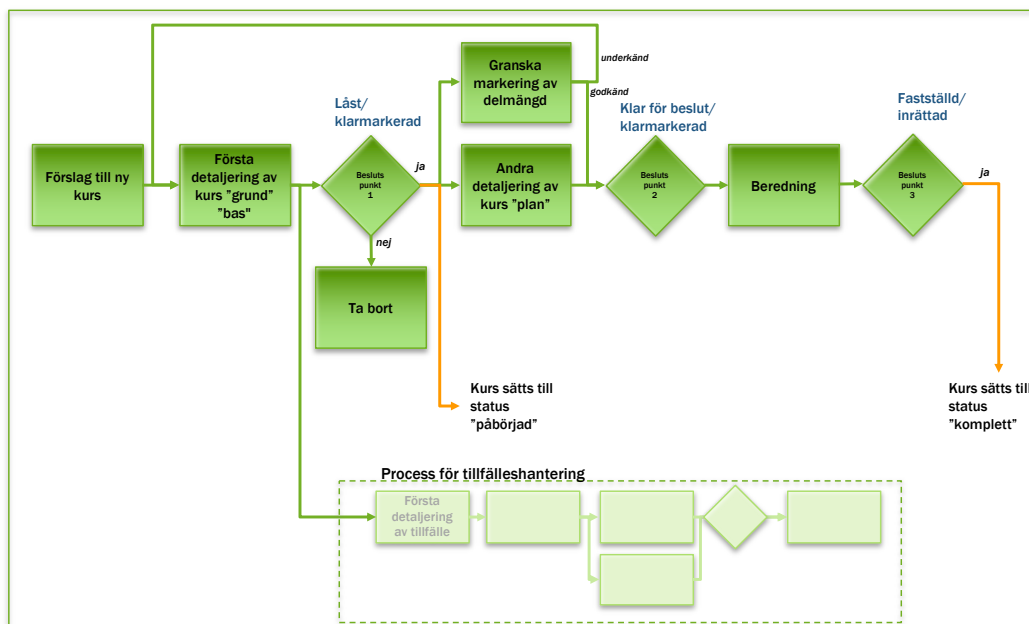 underkänd
Granska
markering av
delmängd
godkänd
Låst/
klarmarkerad
Klar för beslut/
klarmarkerad
Fastställd/
inrättad
Förslag till ny
kurs
Första
detaljering av
kurs "grund"
"bas"
Besluts
punkt
1
ja
Andra
detaljering av
kurs "plan"
Besluts
punkt
2
Beredning
Besluts
punkt
3
ja
nej
Ta bort
Kurs sätts till
status
"påbörjad"
Kurs sätts till
status
"komplett"
Process för tillfälleshantering
Första
detaljering
av tillfälle